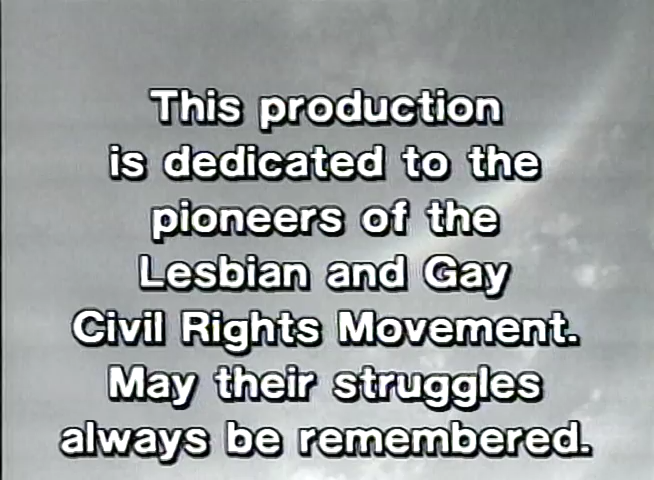 This production
is dedicated to the
pioneers of the
Lesbian and Gay
Civil Rights Movement.
May their struggles
always be remembered.